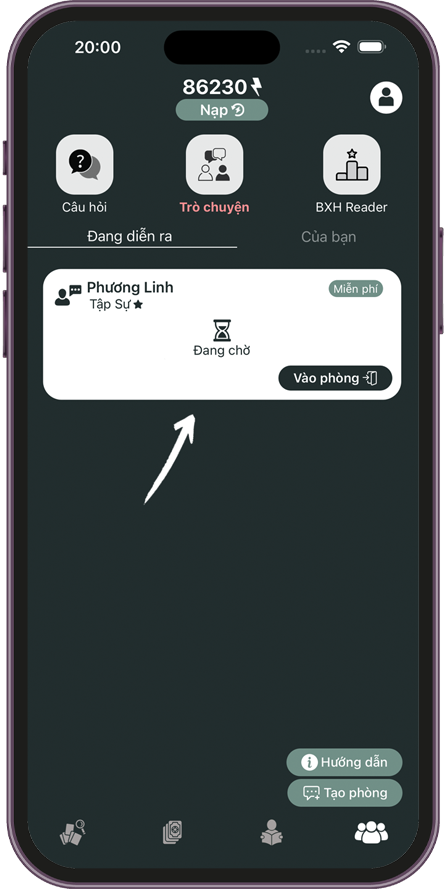 20:00
86230
Nạp
Câu hỏi
Trò chuyện
BXH Reader
Đang diễn ra
Của bạn
Phương Linh
Miễn phí
Tập Sự
Đang chờ
Vào phòng
Hướng dẫn
Tạo phòng